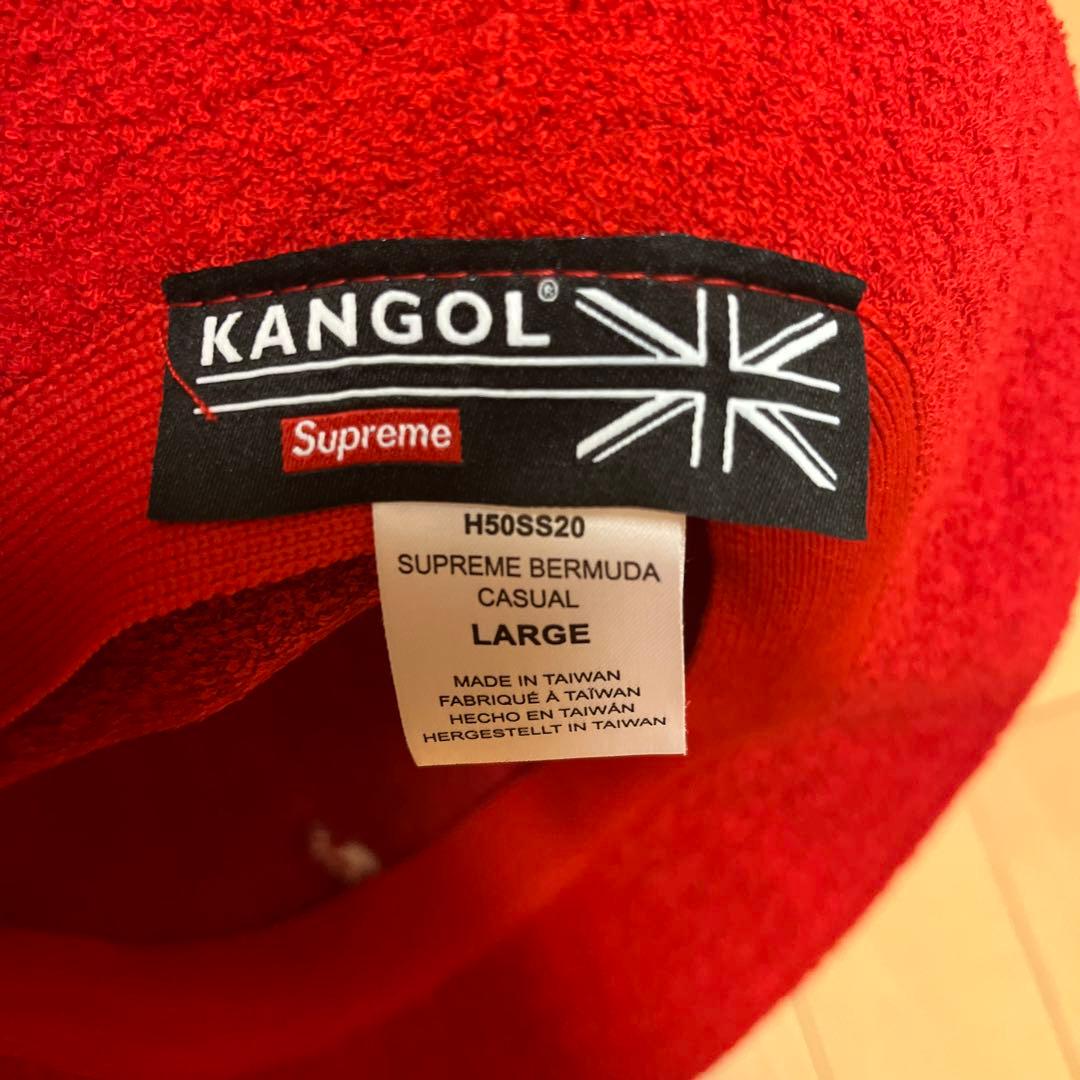 KANGOL®
Supreme
H50SS20
SUPREME BERMUDA
CASUAL
LARGE
MADE IN TAIWAN
FABRIQUÉ À TAÏWAN
HECHO EN TAIWÁN
HERGESTELLT IN TAIWAN